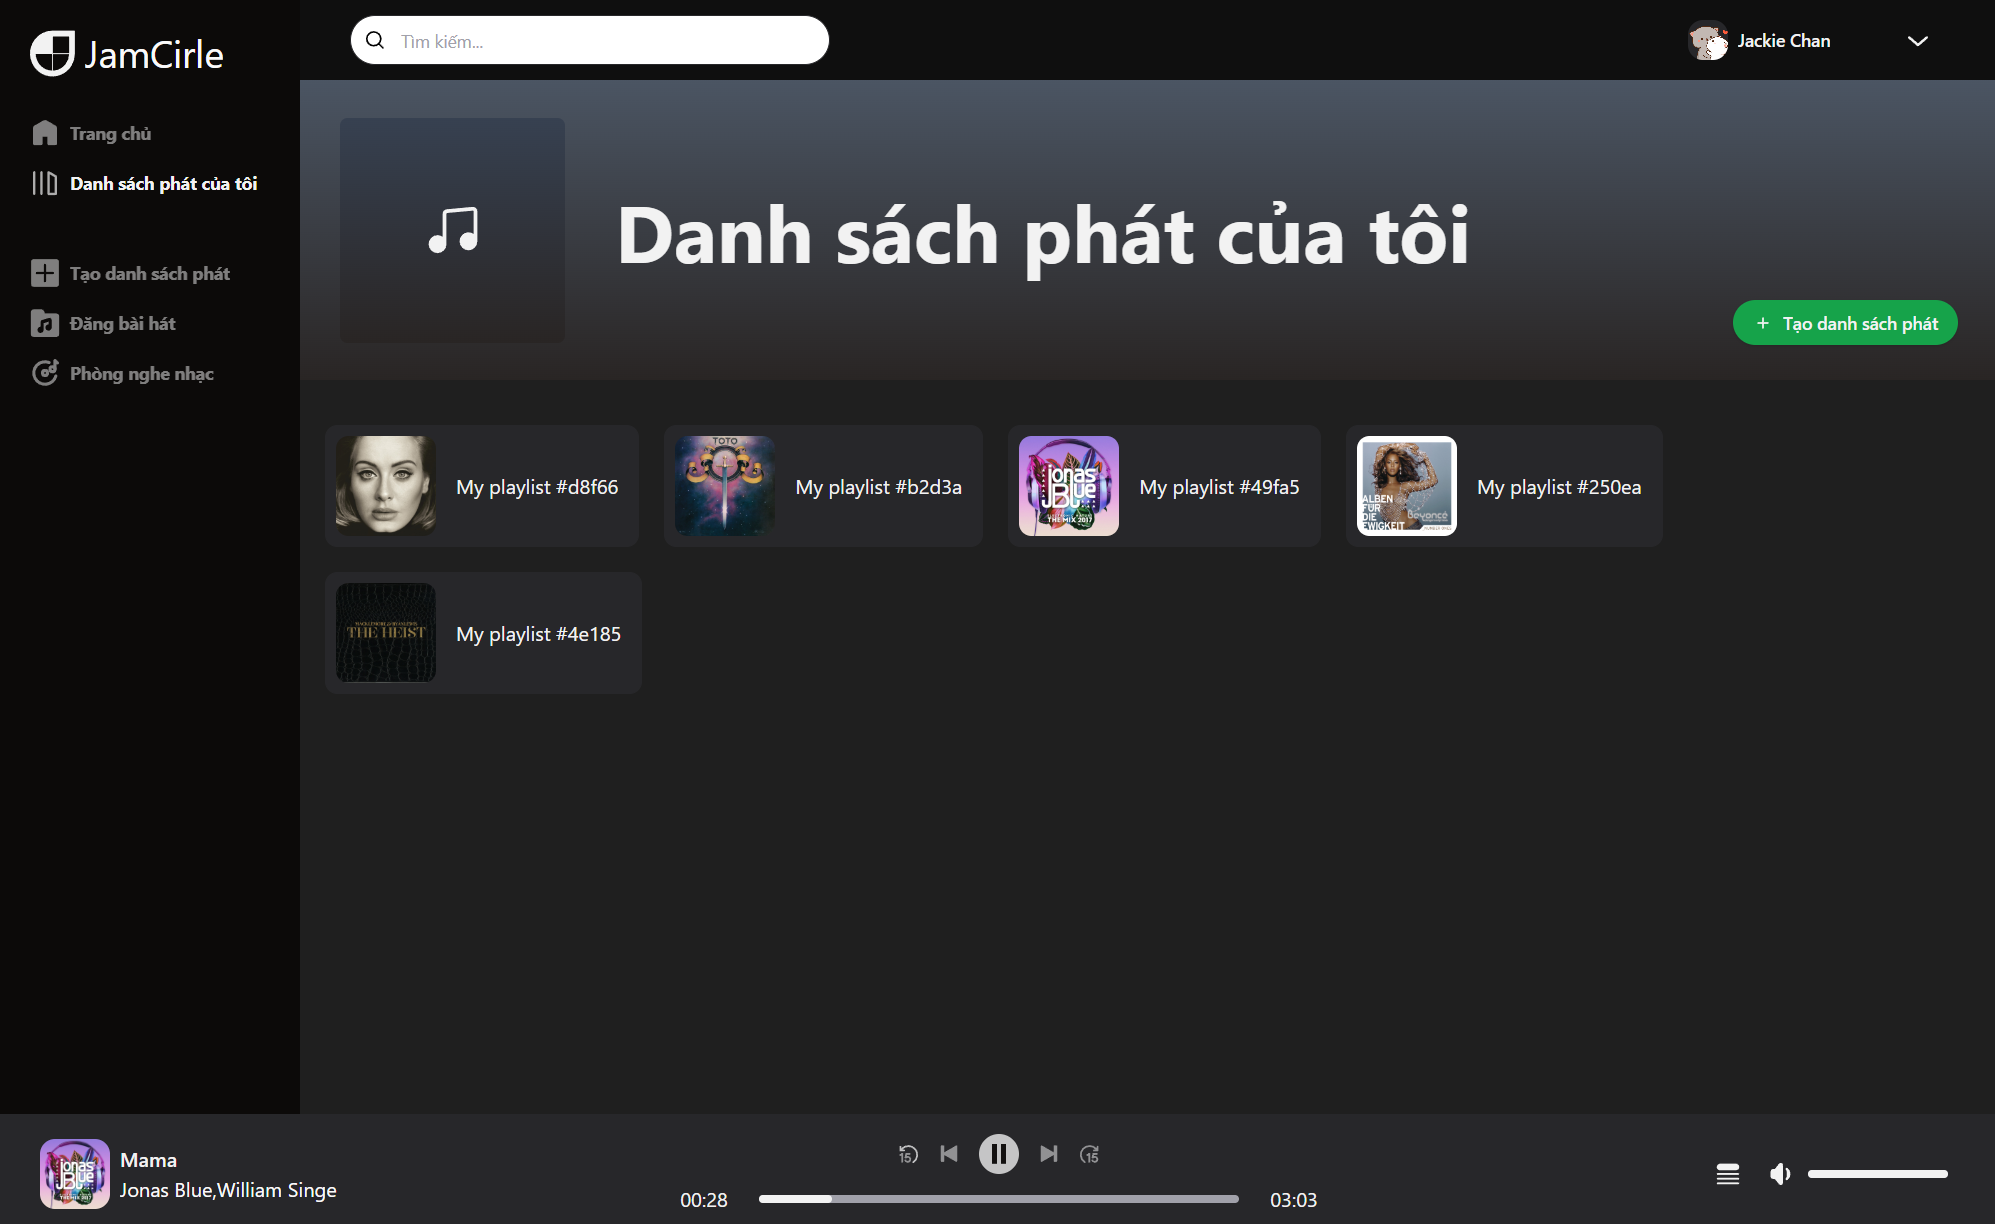 JamCirle
Tìm kiếm...
Jackie Chan
Trang chủ
Danh sách phát của tôi
Tạo danh sách phát
Đăng bài hát
Phòng nghe nhạc
Danh sách phát của tôi
+ Tạo danh sách phát
My playlist #d8f66
TOTO
My playlist #b2d3a
jonas
BLUE
THE MIX 2017
My playlist #49fa5
ALBEN
FÜR
DIE
EWIGKEIT
Beyoncé
My playlist #250ea
THE HEIST
My playlist #4e185
jonas
BLUE
Mama
Jonas Blue,William Singe
15
15
00:28
03:03